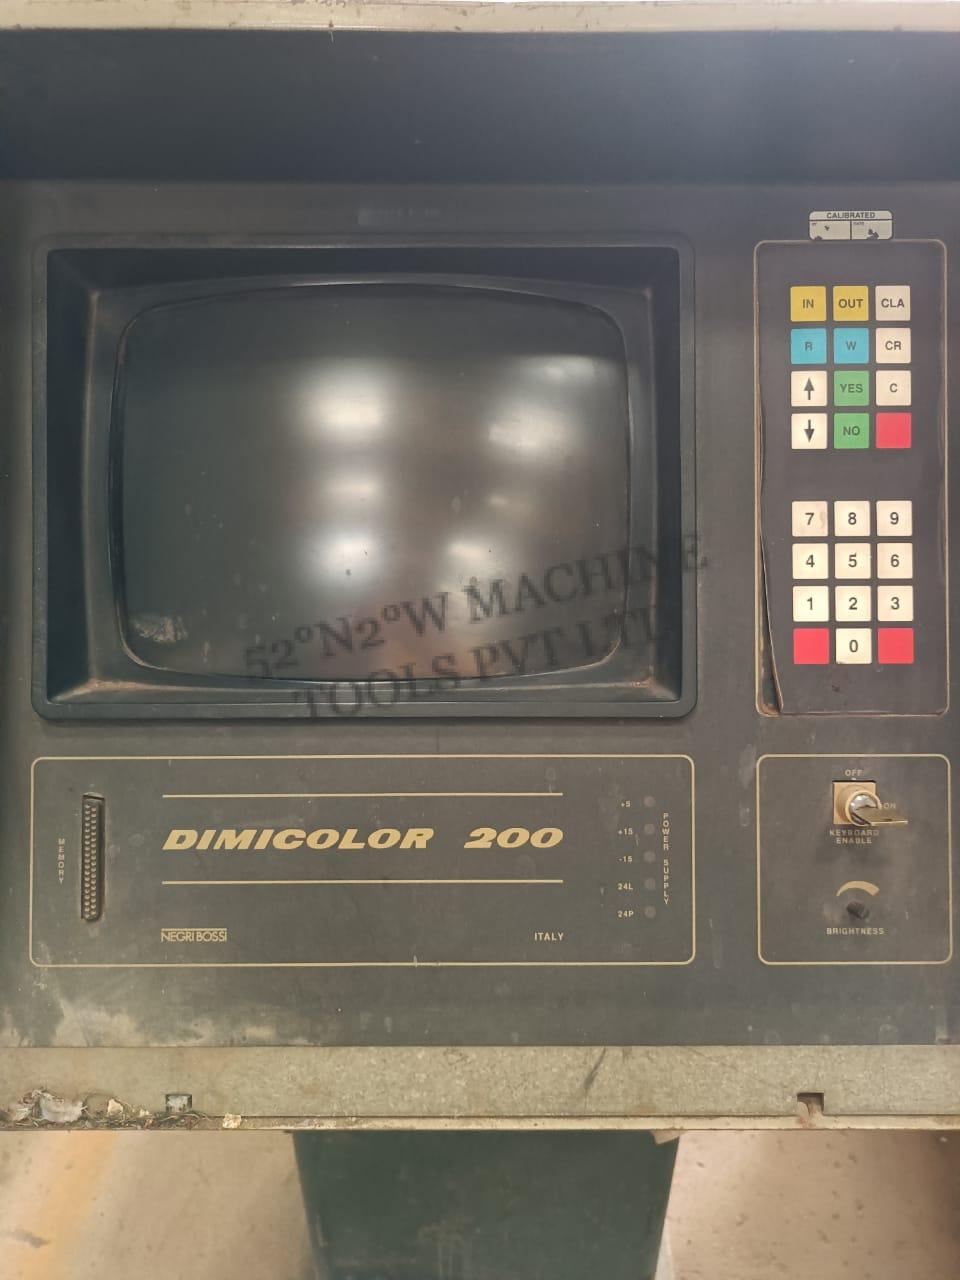 CALIBRATED
BY
DATE
IN OUT CLA
R W CR
↑ YES C
↓ NO
7 8 9
4 5 6
1 2 3
0
52°N2°W MACHINE
TOOLS PVT LTD
MEMORY
DIMICOLOR 200
NEGRI BOSSI
ITALY
+5
+15
-15
24L
24P
POWER SUPPLY
OFF
ON
KEYBOARD
ENABLE
BRIGHTNESS